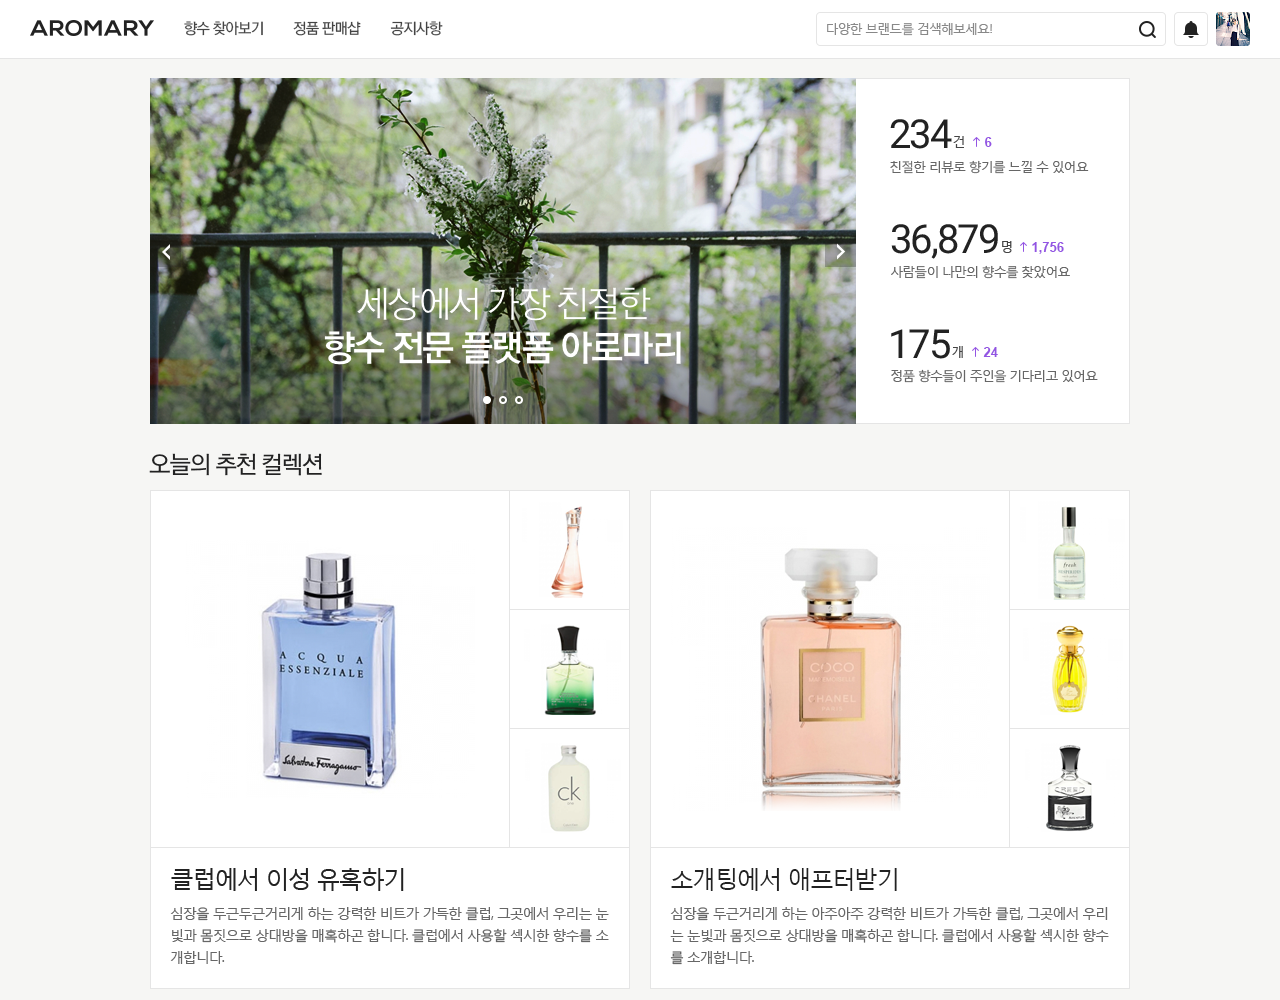 AROMARY 향수 찾아보기 정품 판매샵 공지사항 다양한 브랜드를 검색해보세요!
세상에서 가장 친절한
향수 전문 플랫폼 아로마리
234건 ↑ 6
친절한 리뷰로 향기를 느낄 수 있어요
36,879명 ↑ 1,756
사람들이 나만의 향수를 찾았어요
175개 ↑ 24
정품 향수들이 주인을 기다리고 있어요
오늘의 추천 컬렉션
ACQUA
ESSENZIALE
Salvatore Ferragamo
ck
클럽에서 이성 유혹하기
심장을 두근두근거리게 하는 강력한 비트가 가득한 클럽, 그곳에서 우리는 눈
빛과 몸짓으로 상대방을 매혹하곤 합니다. 클럽에서 사용할 섹시한 향수를 소
개합니다.
COCO
MADEMOISELLE
CHANEL
PARIS
fresh
소개팅에서 애프터받기
심장을 두근거리게 하는 아주아주 강력한 비트가 가득한 클럽, 그곳에서 우리
는 눈빛과 몸짓으로 상대방을 매혹하곤 합니다. 클럽에서 사용할 섹시한 향수
를 소개합니다.